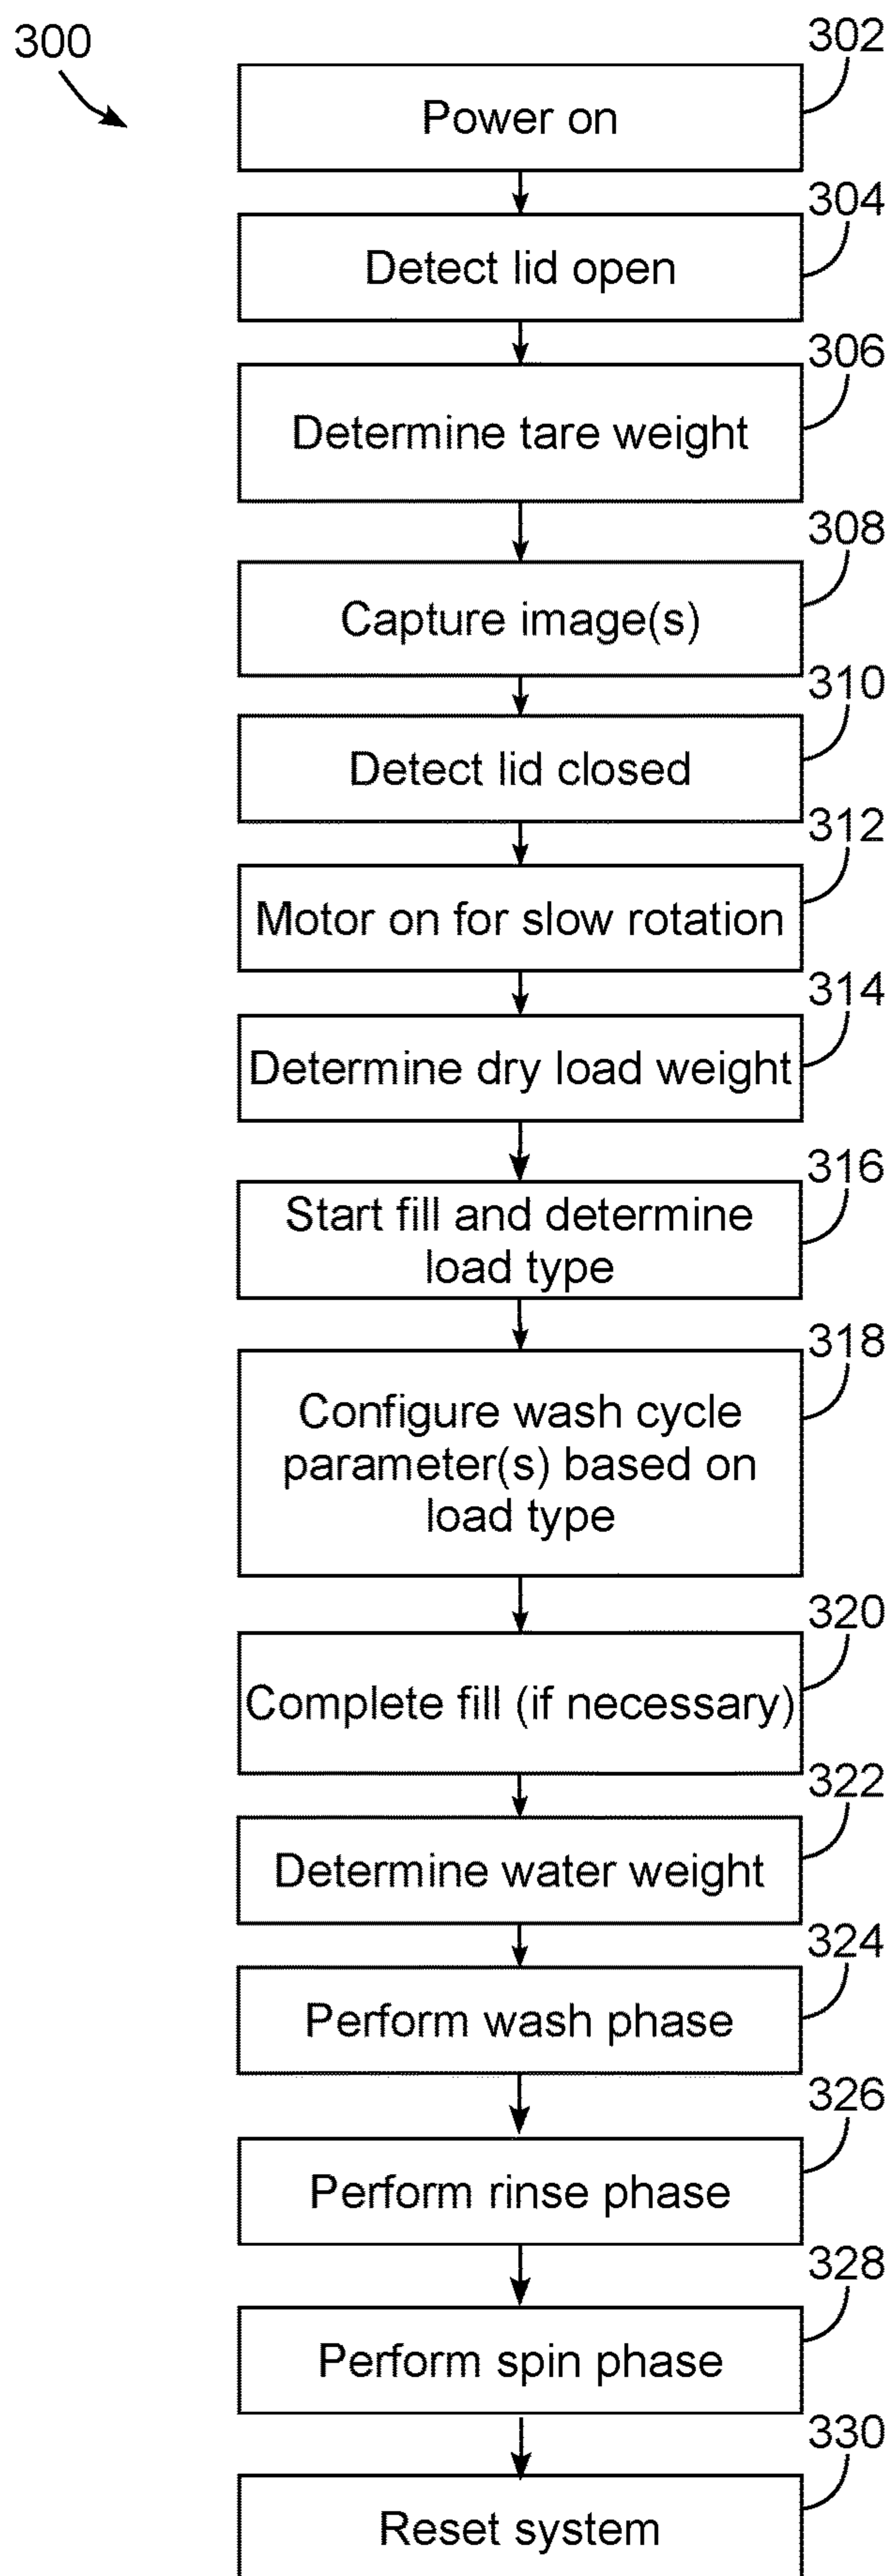 300
302
Power on
304
Detect lid open
306
Determine tare weight
308
Capture image(s)
310
Detect lid closed
312
Motor on for slow rotation
314
Determine dry load weight
316
Start fill and determine
load type
318
Configure wash cycle
parameter(s) based on
load type
320
Complete fill (if necessary)
322
Determine water weight
324
Perform wash phase
326
Perform rinse phase
328
Perform spin phase
330
Reset system